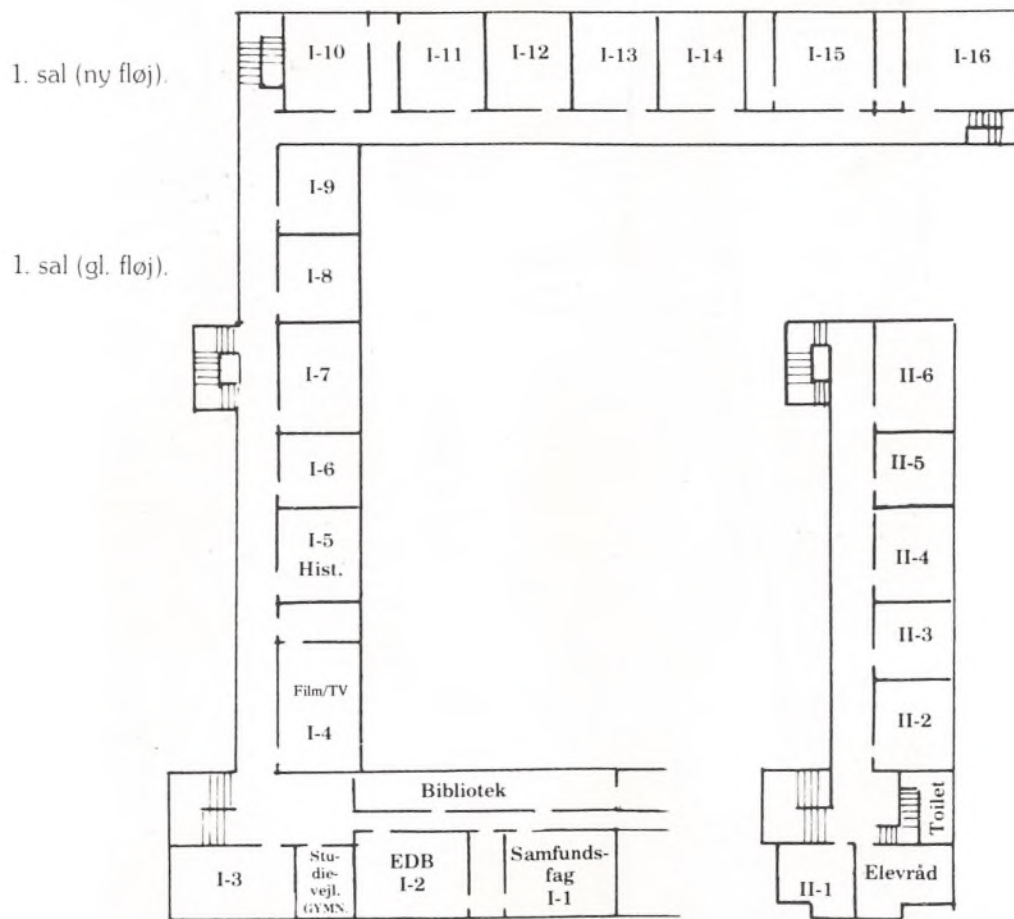 1. sal (ny fløj).
I-10
I-11
I-12
I-13
I-14
I-15
I-16
1. sal (gl. fløj).
I-9
I-8
I-7
I-6
I-5
Hist.
Film/TV
I-4
Bibliotek
I-3
Stu-
die-
vejl.
GYMN.
EDB
I-2
Samfunds-
fag
I-1
II-6
II-5
II-4
II-3
II-2
Toilet
II-1
Elevråd